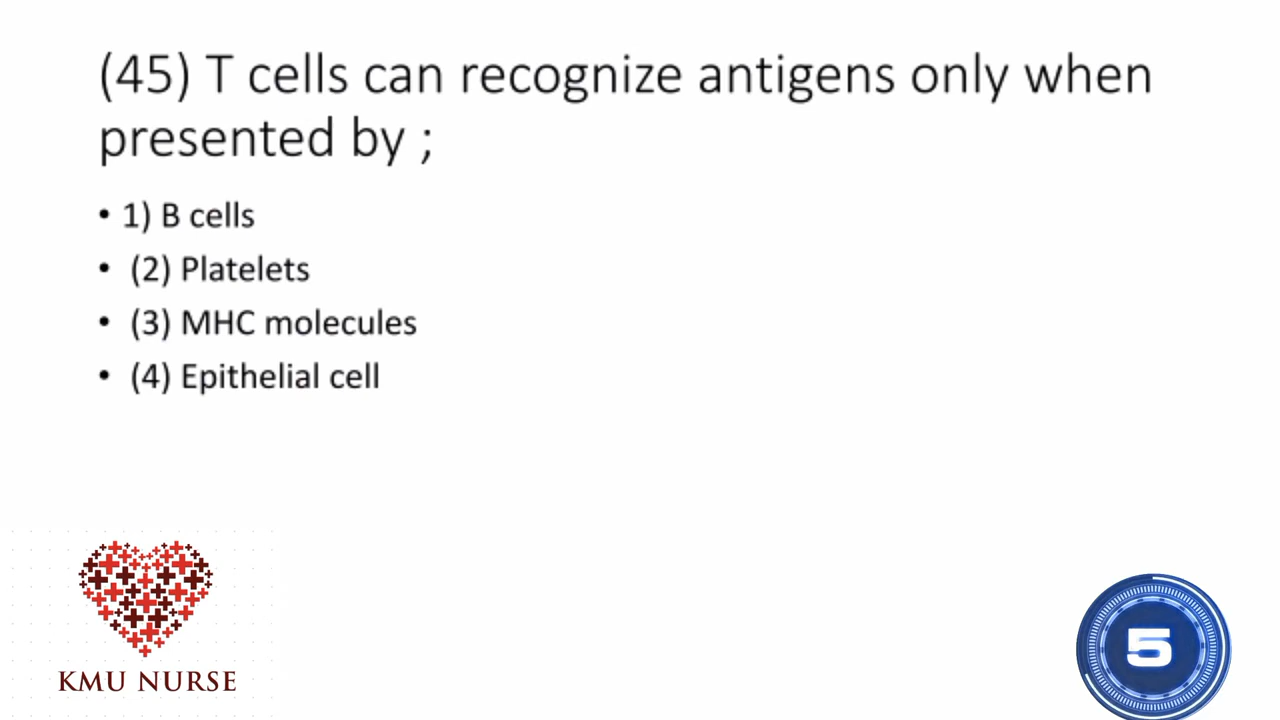 (45) T cells can recognize antigens only when
presented by ;
• 1) B cells
• (2) Platelets
• (3) MHC molecules
• (4) Epithelial cell
KMU NURSE
5